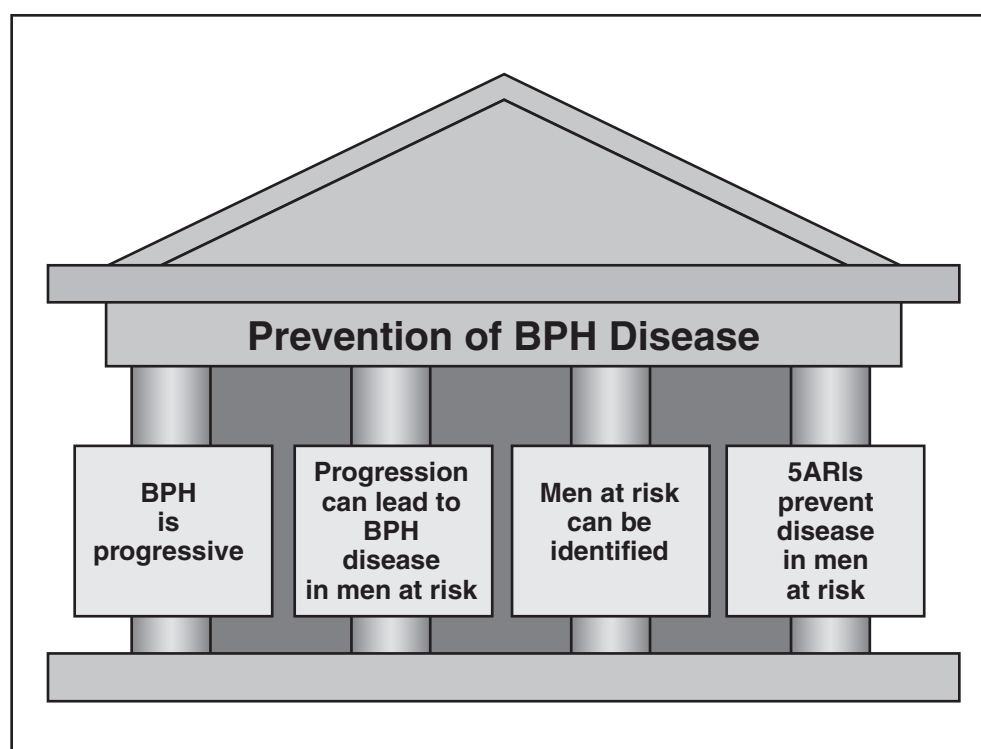 Prevention of BPH Disease
BPH
is
progressive
Progression
can lead to
BPH
disease
in men at risk
Men at risk
can be
identified
5ARIs
prevent
disease
in men
at risk